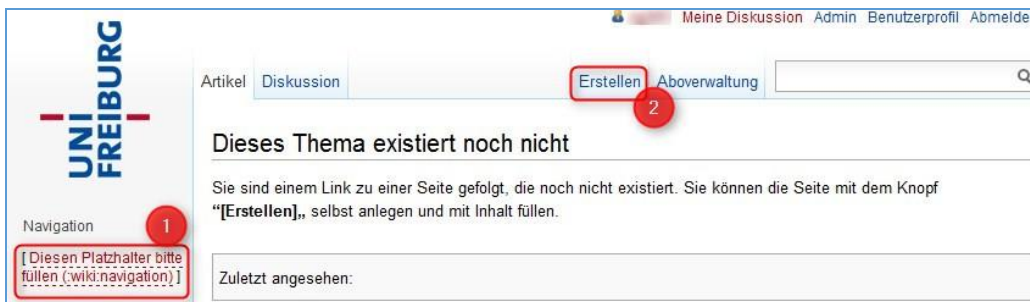 UNI
FREIBURG
Meine Diskussion Admin Benutzerprofil Abmelde
Artikel Diskussion Erstellen Aboverwaltung
2
Dieses Thema existiert noch nicht
Sie sind einem Link zu einer Seite gefolgt, die noch nicht existiert. Sie können die Seite mit dem Knopf
“[Erstellen]„ selbst anlegen und mit Inhalt füllen.
Navigation
1
[ Diesen Platzhalter bitte
füllen (:wiki:navigation) ]
Zuletzt angesehen: